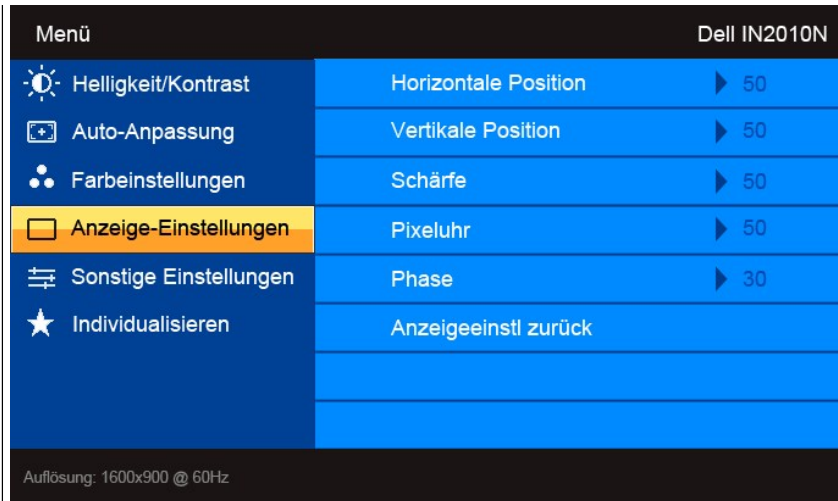 Menü Dell IN2010N
Helligkeit/Kontrast Horizontale Position 50
Auto-Anpassung Vertikale Position 50
Farbeinstellungen Schärfe 50
Anzeige-Einstellungen Pixeluhr 50
Sonstige Einstellungen Phase 30
Individualisieren Anzeigeeinstl zurück
Auflösung: 1600x900 @ 60Hz